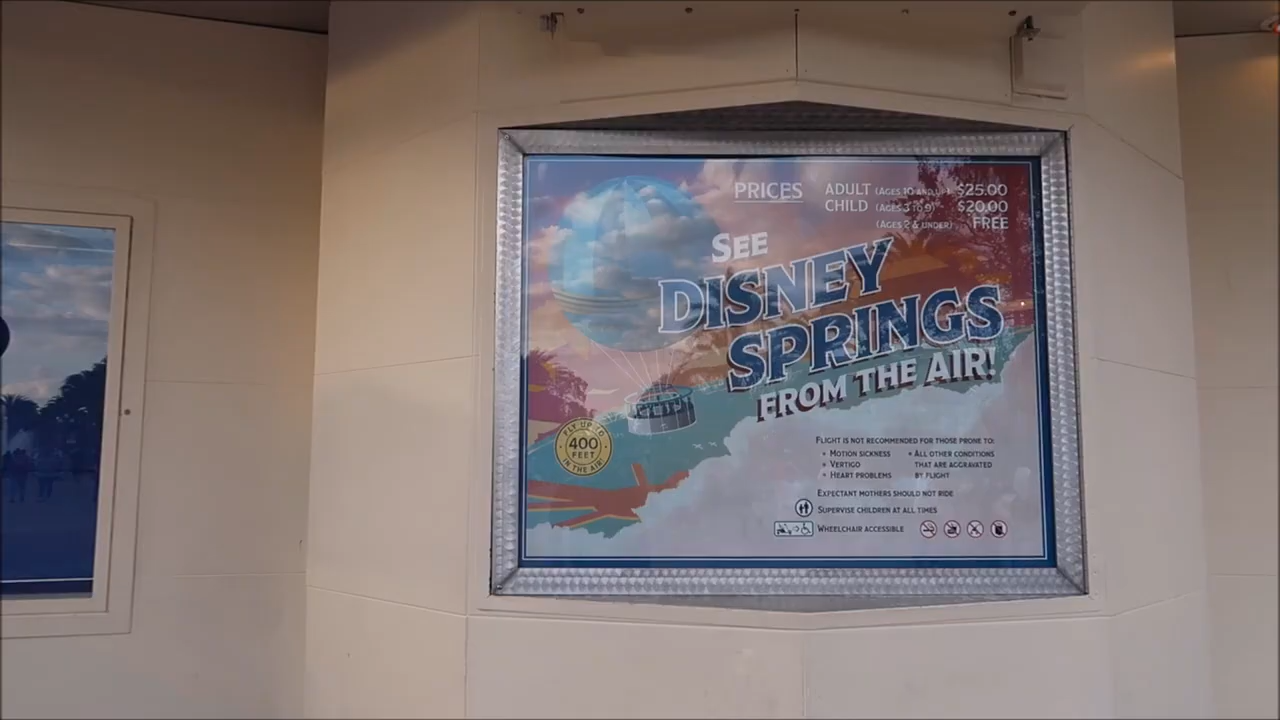 PRICES ADULT (AGES 10 AND UP) $25.00
CHILD (AGES 3 TO 9) $20.00
(AGES 2 & UNDER) FREE
SEE
DISNEY
SPRINGS
FROM THE AIR!
FLY UP TO
400
FEET
IN THE AIR!
FLIGHT IS NOT RECOMMENDED FOR THOSE PRONE TO:
• MOTION SICKNESS
• VERTIGO
• HEART PROBLEMS
• ALL OTHER CONDITIONS
THAT ARE AGGRAVATED
BY FLIGHT
EXPECTANT MOTHERS SHOULD NOT RIDE
SUPERVISE CHILDREN AT ALL TIMES
WHEELCHAIR ACCESSIBLE